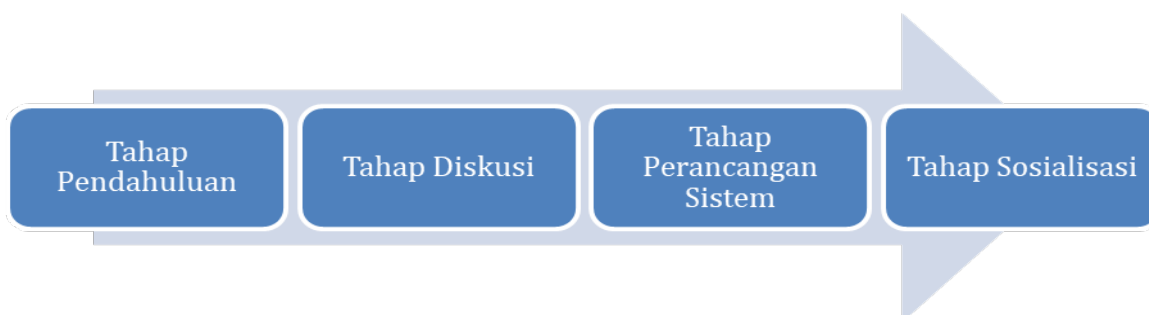 Tahap
Pendahuluan
Tahap Diskusi
Tahap
Perancangan
Sistem
Tahap Sosialisasi